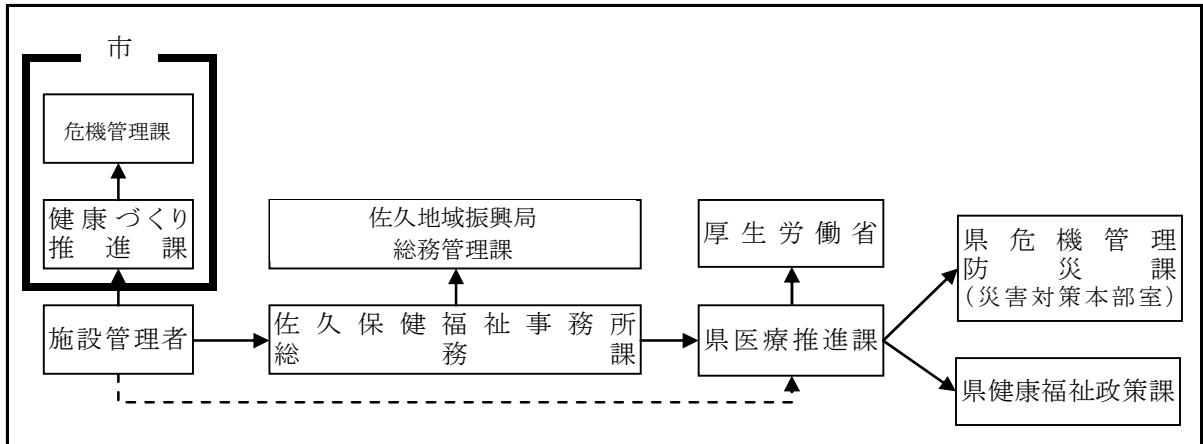 市
危機管理課
健康づくり
推進課
施設管理者
佐久地域振興局
総務管理課
佐久保健福祉事務所
総務課
厚生労働省
県医療推進課
県危機管理
防災課
(災害対策本部室)
県健康福祉政策課